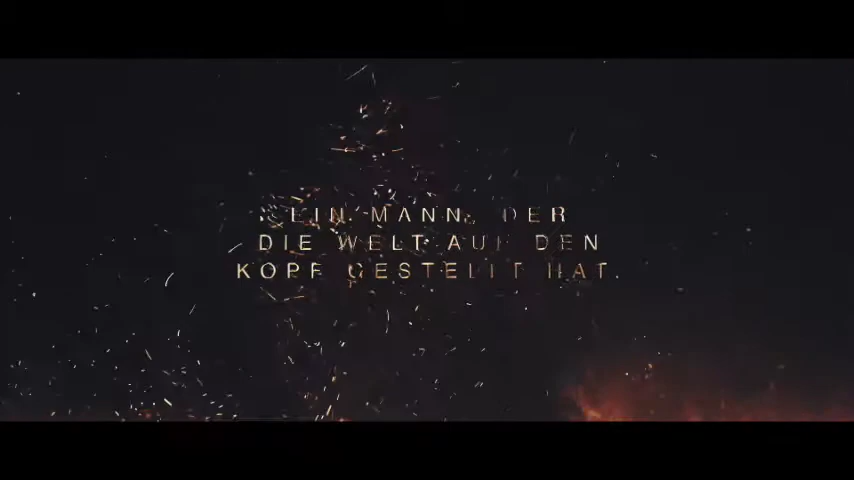 EIN MANN, DER
DIE WELT AUF DEN
KOPF GESTELLT HAT.